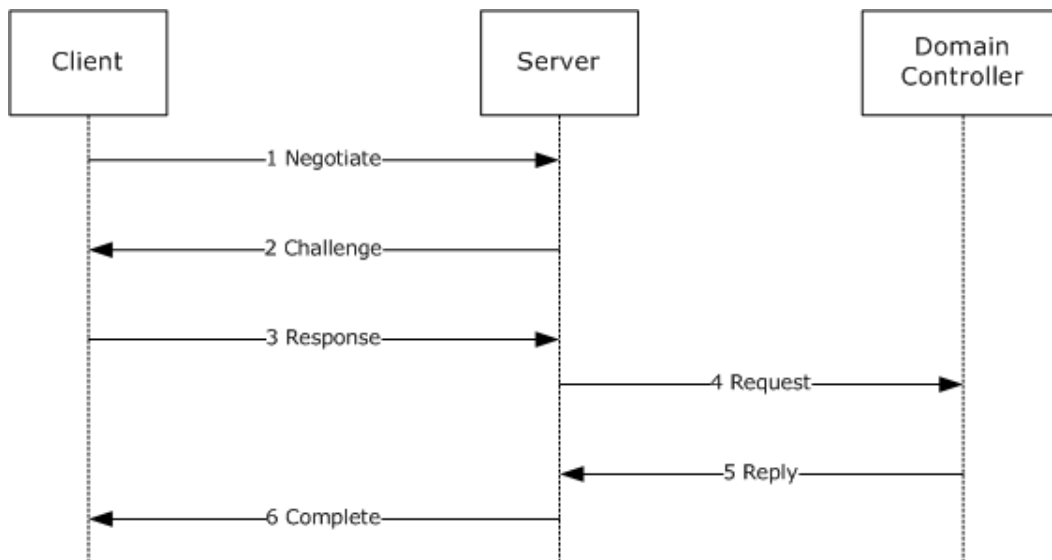 Client
Server
Domain
Controller
1 Negotiate
2 Challenge
3 Response
4 Request
5 Reply
6 Complete